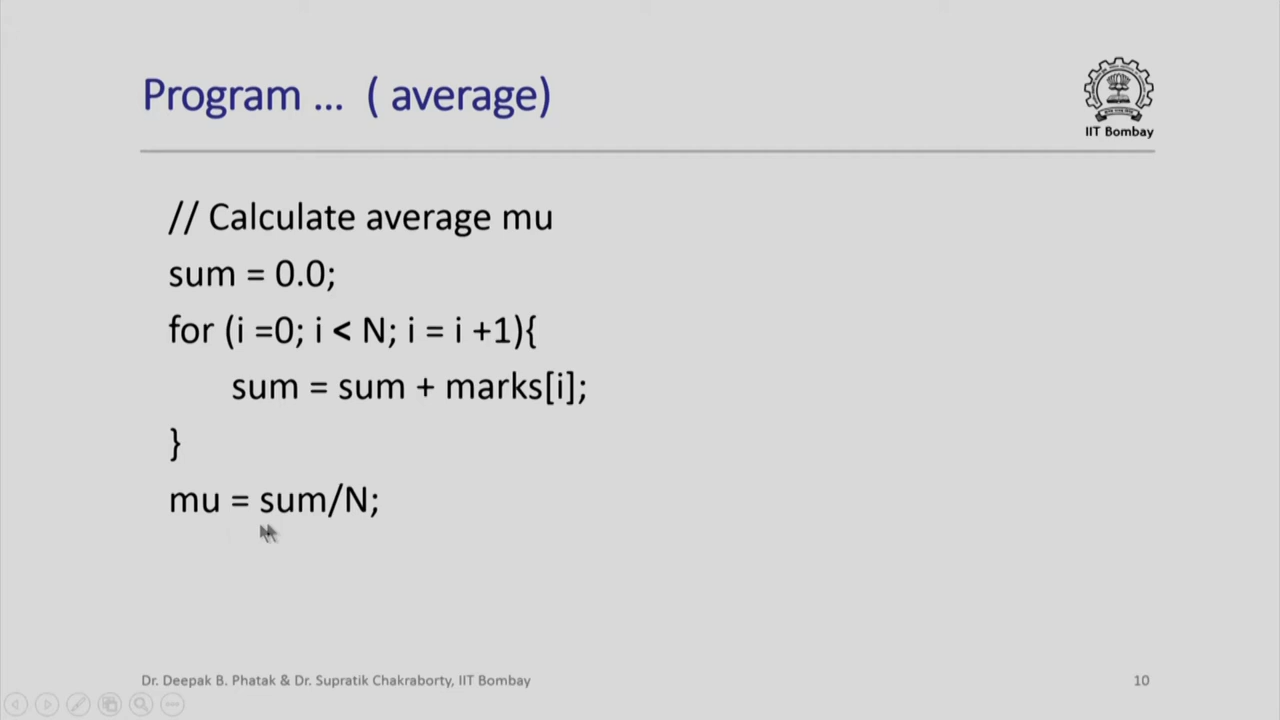 Program ... ( average)
IIT Bombay
// Calculate average mu
sum = 0.0;
for (i =0; i < N; i = i +1){
sum = sum + marks[i];
}
mu = sum/N;
Dr. Deepak B. Phatak & Dr. Supratik Chakraborty, IIT Bombay
10